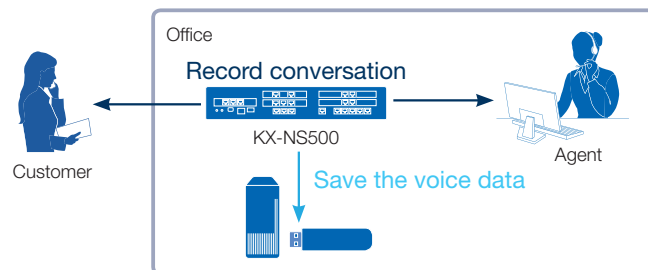 Office
Record conversation
KX-NS500
Customer
Agent
Save the voice data